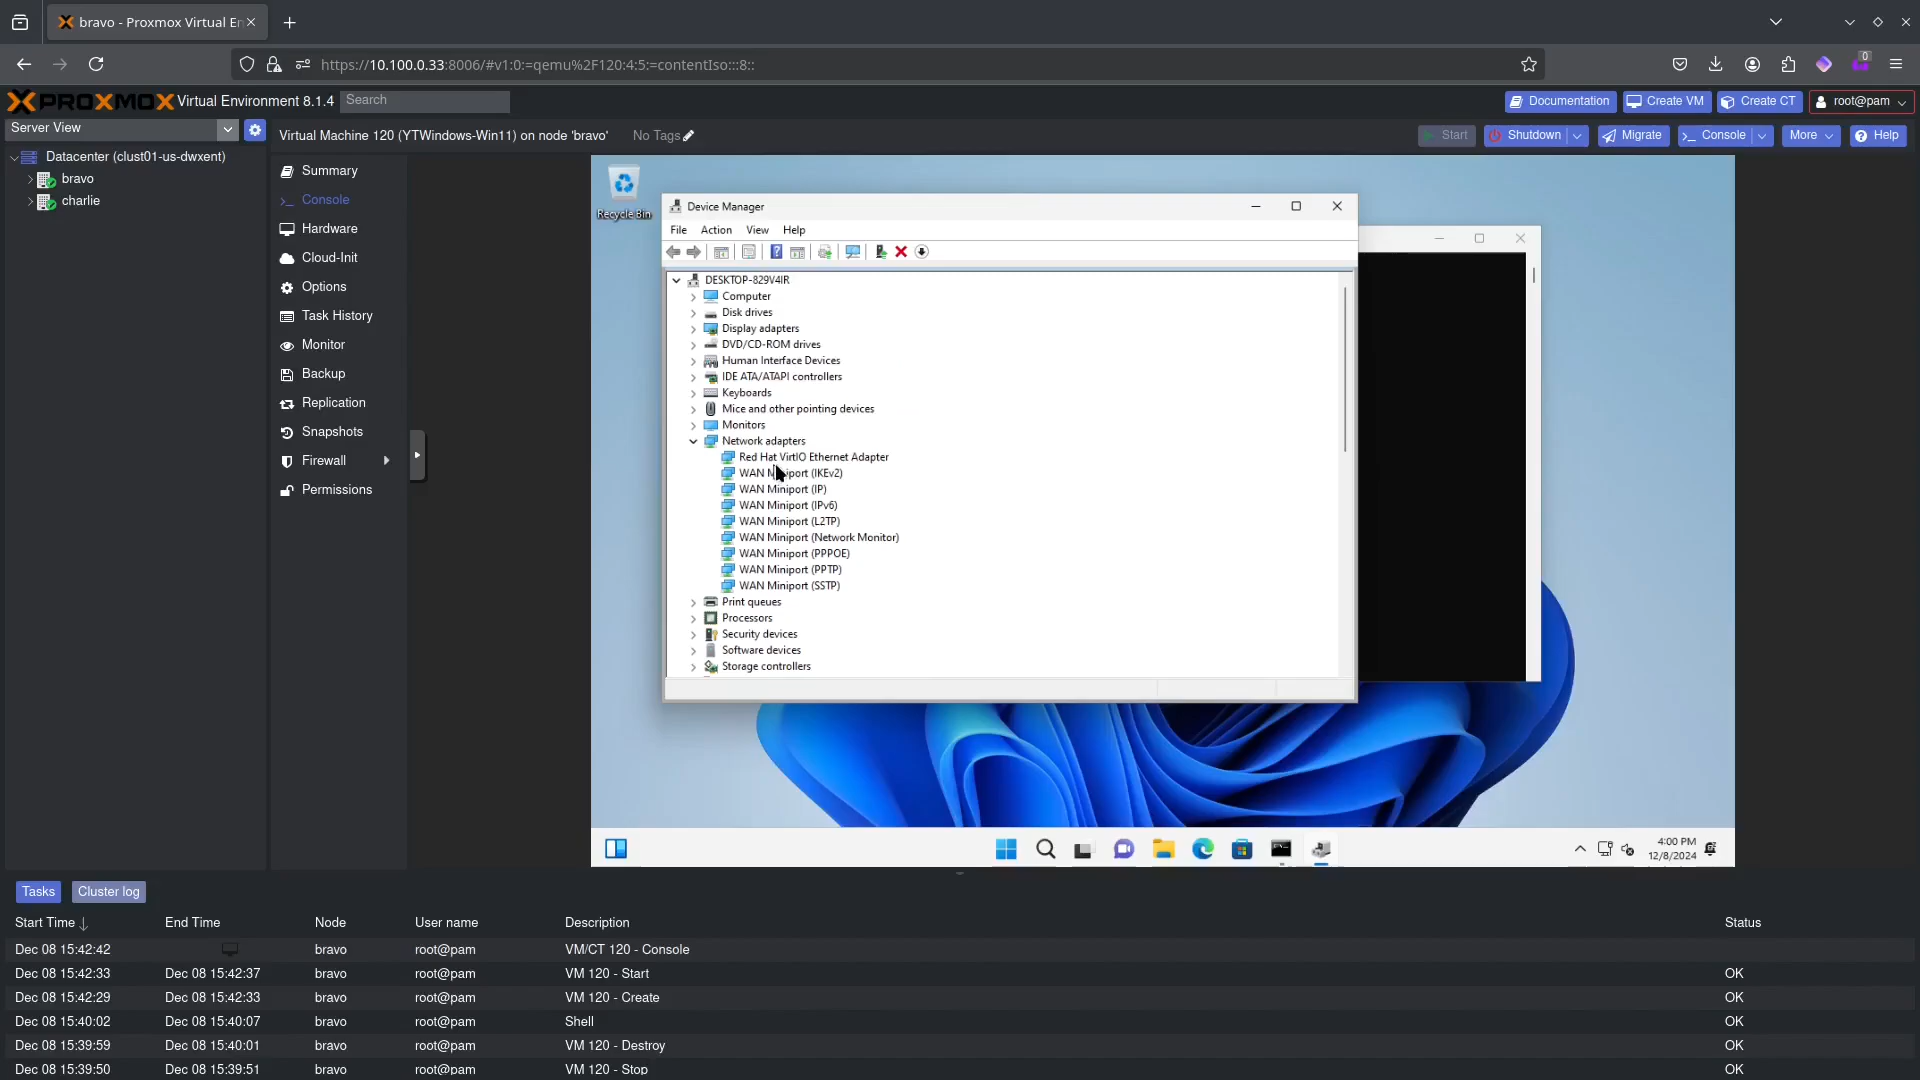 bravo - Proxmox Virtual En
https://10.100.0.33:8006/#v1:0:=qemu%2F120:4:5:=contentIso:::8::
0
PROXMOX Virtual Environment 8.1.4 Search
Documentation Create VM Create CT root@pam
Server View
Virtual Machine 120 (YTWindows-Win11) on node 'bravo' No Tags
Start Shutdown Migrate Console More Help
Datacenter (clust01-us-dwxent)
bravo
charlie
Summary
Console
Hardware
Cloud-Init
Options
Task History
Monitor
Backup
Replication
Snapshots
Firewall
Permissions
Recycle Bin
Device Manager
File Action View Help
DESKTOP-829V4IR
Computer
Disk drives
Display adapters
DVD/CD-ROM drives
Human Interface Devices
IDE ATA/ATAPI controllers
Keyboards
Mice and other pointing devices
Monitors
Network adapters
Red Hat VirtIO Ethernet Adapter
WAN Miniport (IKEv2)
WAN Miniport (IP)
WAN Miniport (IPv6)
WAN Miniport (L2TP)
WAN Miniport (Network Monitor)
WAN Miniport (PPPOE)
WAN Miniport (PPTP)
WAN Miniport (SSTP)
Print queues
Processors
Security devices
Software devices
Storage controllers
4:00 PM
12/8/2024
Tasks Cluster log
Start Time End Time Node User name Description Status
Dec 08 15:42:42 bravo root@pam VM/CT 120 - Console
Dec 08 15:42:33 Dec 08 15:42:37 bravo root@pam VM 120 - Start OK
Dec 08 15:42:29 Dec 08 15:42:33 bravo root@pam VM 120 - Create OK
Dec 08 15:40:02 Dec 08 15:40:07 bravo root@pam Shell OK
Dec 08 15:39:59 Dec 08 15:40:01 bravo root@pam VM 120 - Destroy OK
Dec 08 15:39:50 Dec 08 15:39:51 bravo root@pam VM 120 - Stop OK